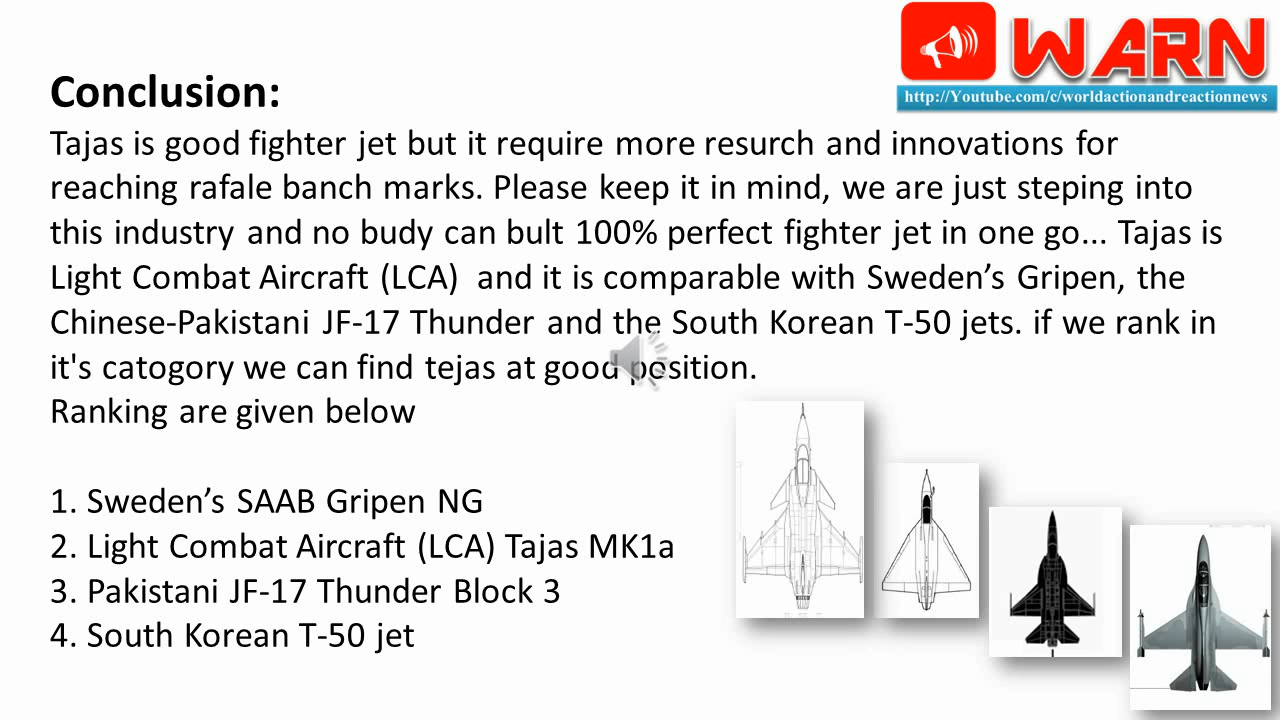 WARN
http://Youtube.com/c/worldactionandreactionnews
Conclusion:
Tajas is good fighter jet but it require more resurch and innovations for
reaching rafale banch marks. Please keep it in mind, we are just steping into
this industry and no budy can bult 100% perfect fighter jet in one go... Tajas is
Light Combat Aircraft (LCA)  and it is comparable with Sweden’s Gripen, the
Chinese-Pakistani JF-17 Thunder and the South Korean T-50 jets. if we rank in
it's catogory we can find tejas at good position.
Ranking are given below
1. Sweden’s SAAB Gripen NG
2. Light Combat Aircraft (LCA) Tajas MK1a
3. Pakistani JF-17 Thunder Block 3
4. South Korean T-50 jet